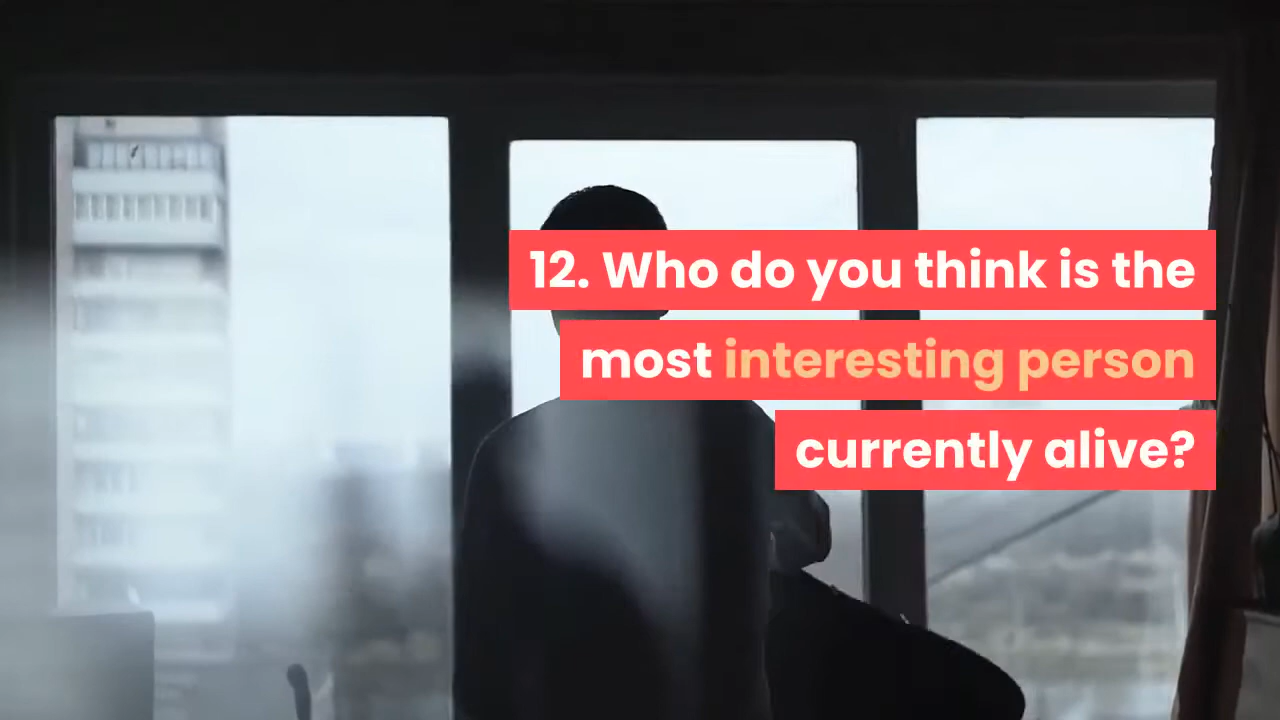 12. Who do you think is the
most interesting person
currently alive?